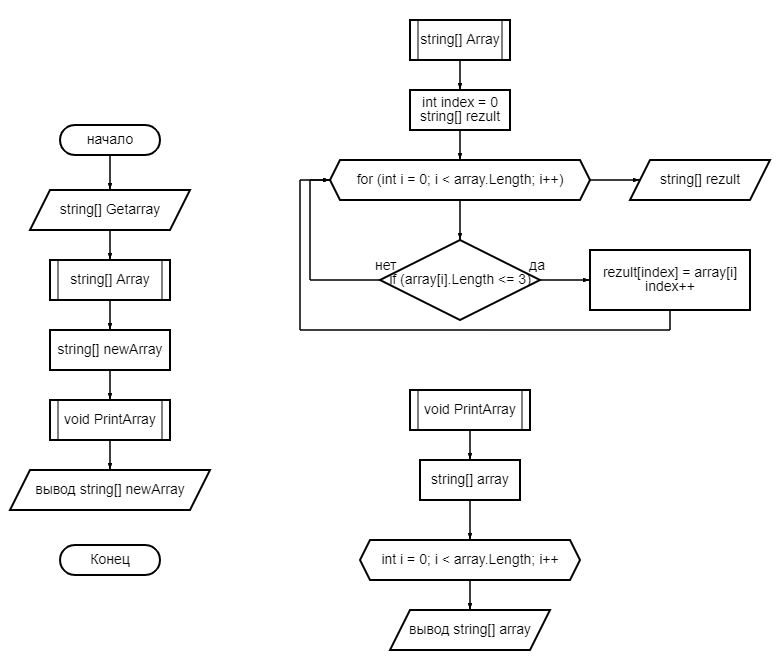 начало
string[] Getarray
string[] Array
string[] newArray
void PrintArray
вывод string[] newArray
Конец
string[] Array
int index = 0
string[] rezult
for (int i = 0; i < array.Length; i++)
string[] rezult
нет
if (array[i].Length <= 3)
да
rezult[index] = array[i]
index++
void PrintArray
string[] array
int i = 0; i < array.Length; i++
вывод string[] array